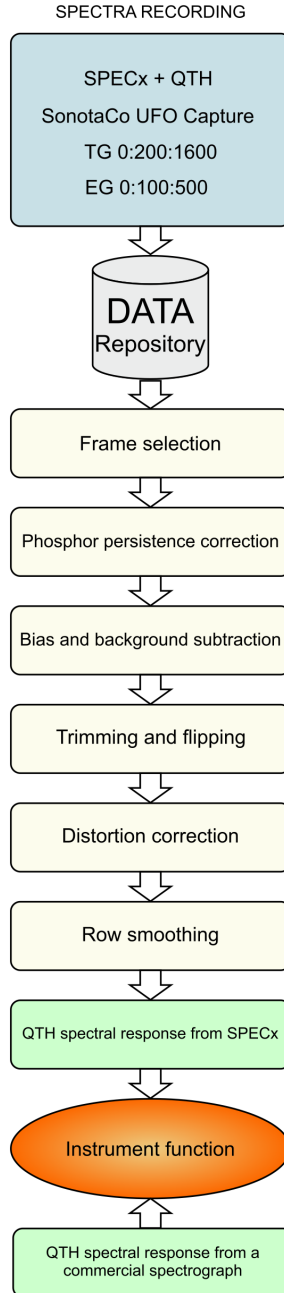 SPECTRA RECORDING
SPECx + QTH
SonotaCo UFO Capture
TG 0:200:1600
EG 0:100:500
DATA
Repository
Frame selection
Phosphor persistence correction
Bias and background subtraction
Trimming and flipping
Distortion correction
Row smoothing
QTH spectral response from SPECx
Instrument function
QTH spectral response from a
commercial spectrograph